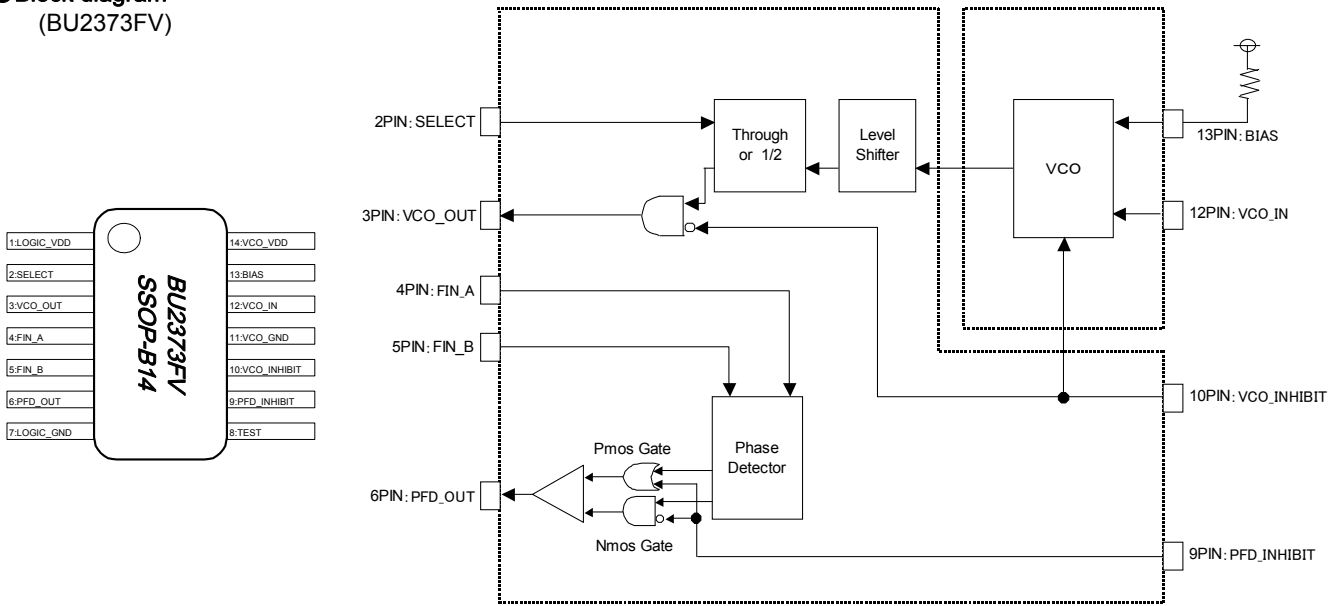 Block diagram
(BU2373FV)
1:LOGIC_VDD
2:SELECT
3:VCO_OUT
4:FIN_A
5:FIN_B
6:PFD_OUT
7:LOGIC_GND
BU2373FV
SSOP-B14
14:VCO_VDD
13:BIAS
12:VCO_IN
11:VCO_GND
10:VCO_INHIBIT
9:PFD_INHIBIT
8:TEST
2PIN: SELECT
3PIN: VCO_OUT
4PIN: FIN_A
5PIN: FIN_B
6PIN: PFD_OUT
Through
or 1/2
Level
Shifter
VCO
Phase
Detector
Pmos Gate
Nmos Gate
13PIN: BIAS
12PIN: VCO_IN
10PIN: VCO_INHIBIT
9PIN: PFD_INHIBIT